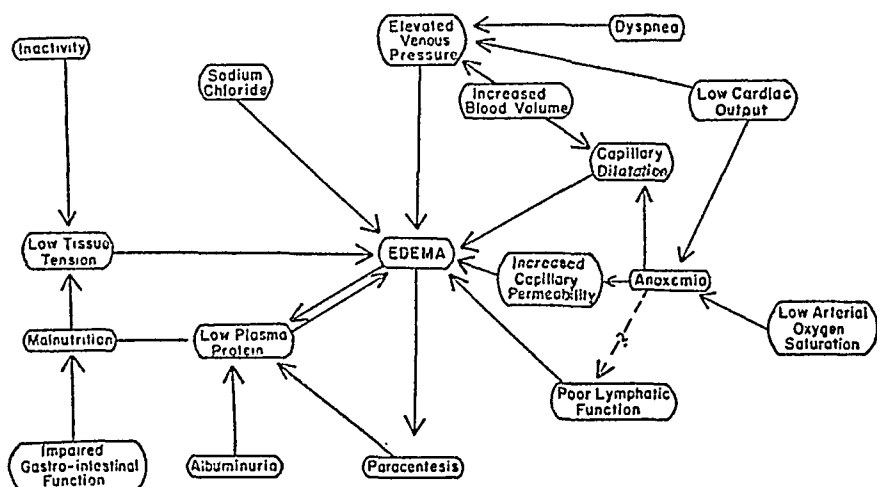 Elevated
Venous
Pressure
Dyspnea
Inactivity
Sodium
Chloride
Increased
Blood Volume
Low Cardiac
Output
Capillary
Dilatation
Low Tissue
Tension
EDEMA
Increased
Capillary
Permeability
Anoxemia
Low Arterial
Oxygen
Saturation
Malnutrition
Low Plasma
Protein
?
Poor Lymphatic
Function
Impaired
Gastro-intestinal
Function
Albuminuria
Paracentesis